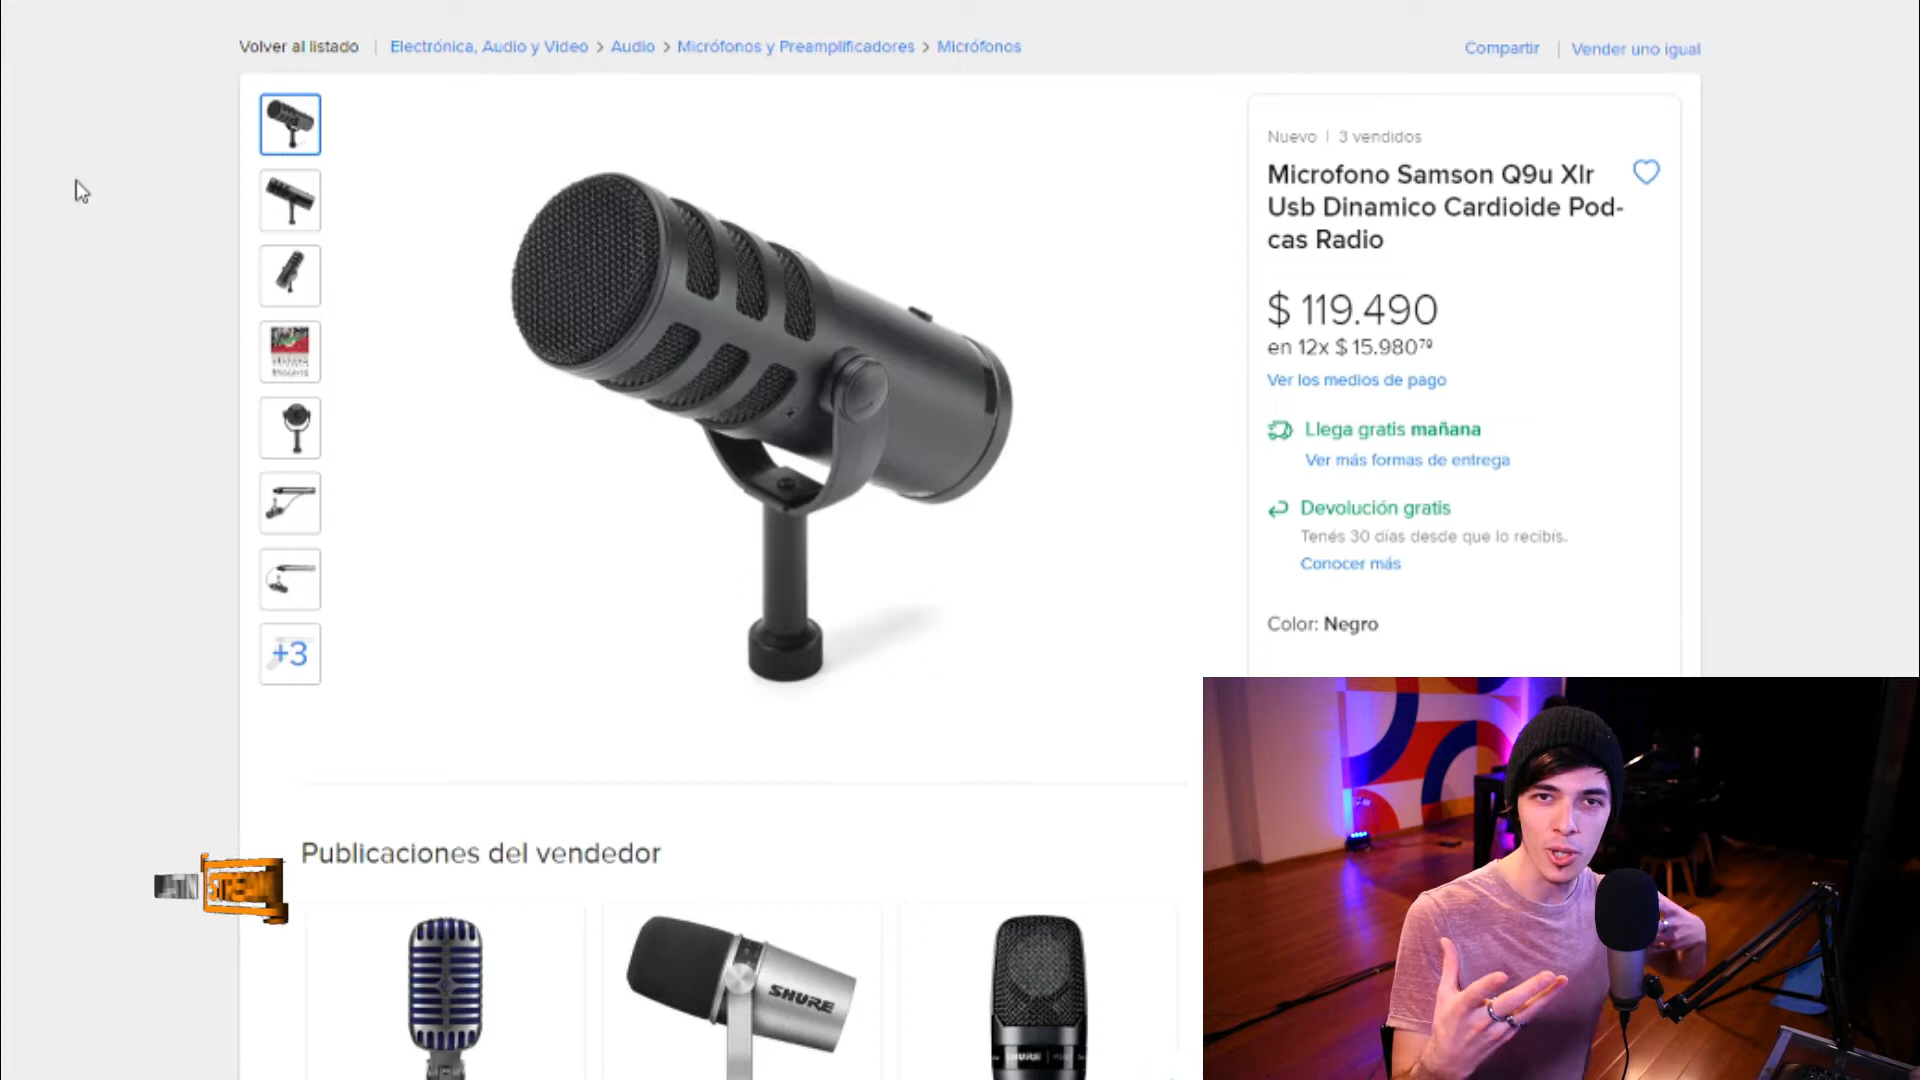 Volver al listado | Electrónica, Audio y Video > Audio > Micrófonos y Preamplificadores > Micrófonos
Compartir | Vender uno igual
Nuevo | 3 vendidos
Microfono Samson Q9u Xlr
Usb Dinamico Cardioide Pod-
cas Radio
$ 119.490
en 12x $ 15.980⁷⁹
Ver los medios de pago
Llega gratis mañana
Ver más formas de entrega
Devolución gratis
Tenés 30 días desde que lo recibís.
Conocer más
Color: Negro
+3
Publicaciones del vendedor
SHURE
SHURE